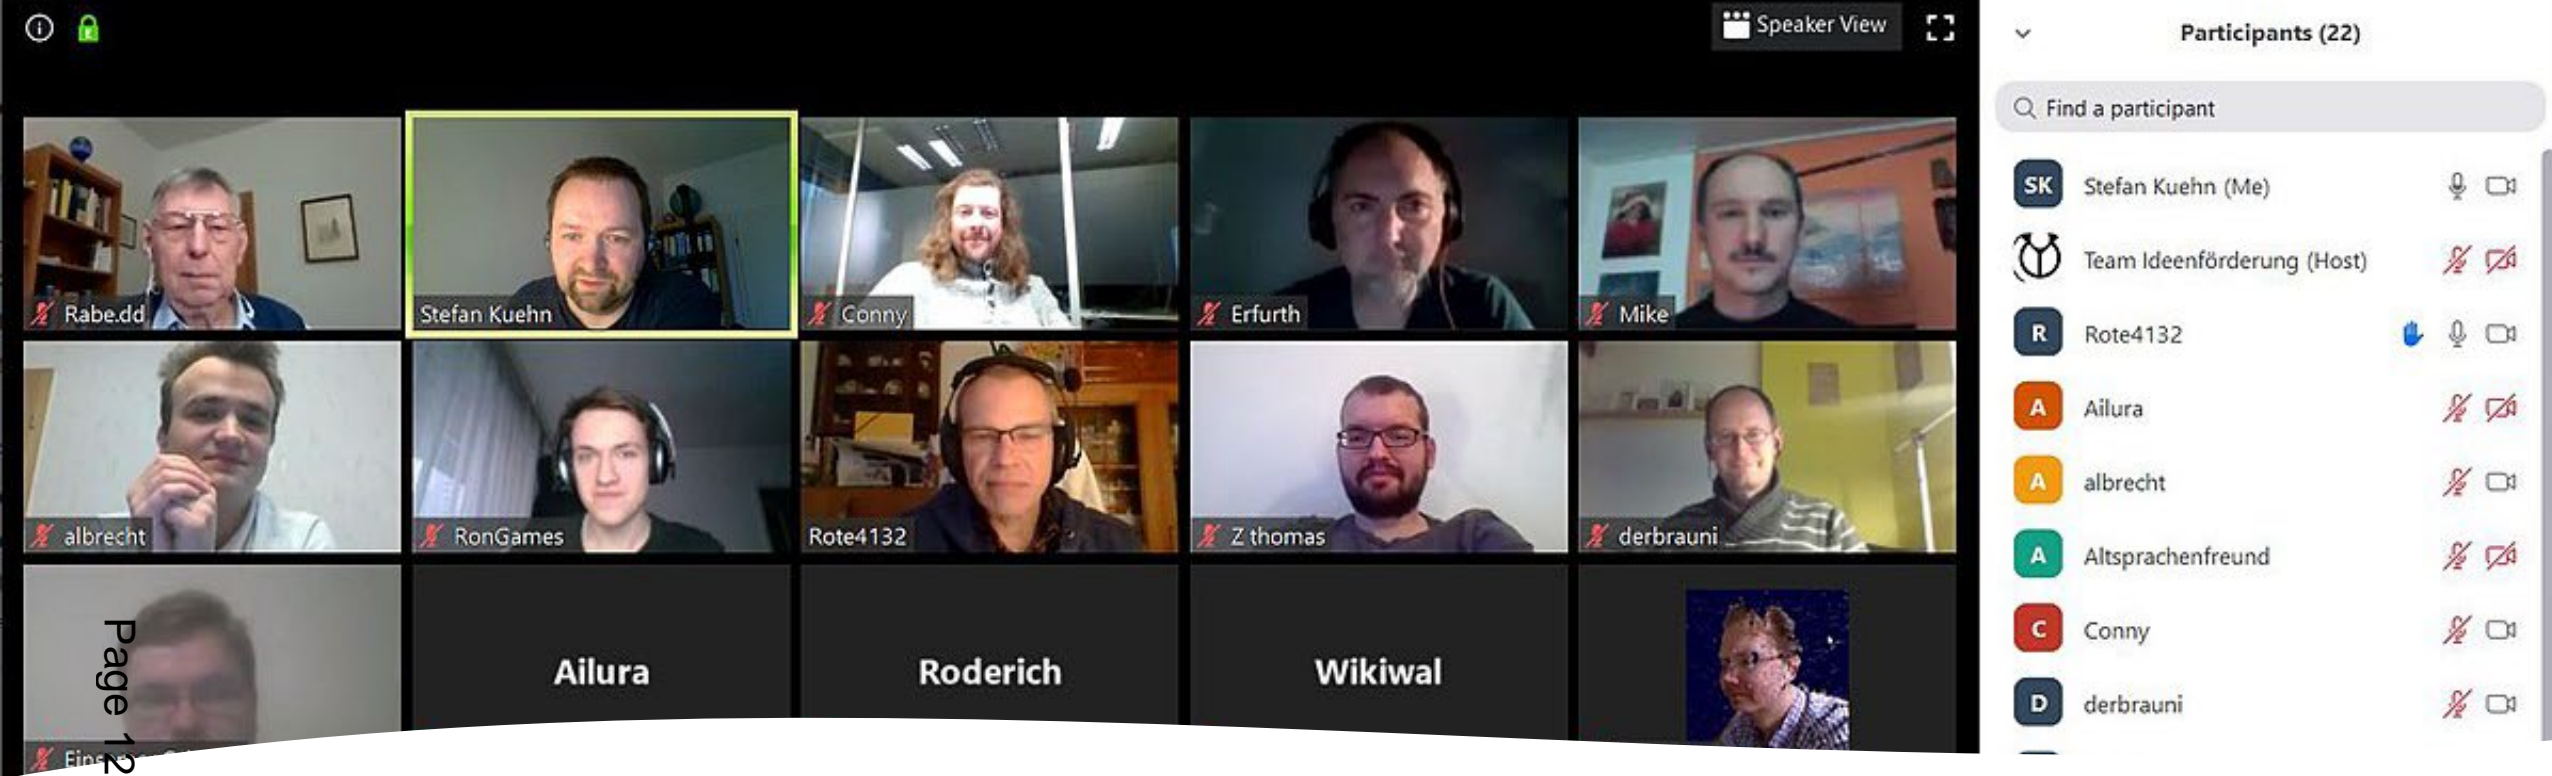 Speaker View
Rabe.dd
Stefan Kuehn
Conny
Erfurth
Mike
albrecht
RonGames
Rote4132
Z thomas
derbrauni
Ailura
Roderich
Wikiwal
Page 12
Participants (22)
Find a participant
SK Stefan Kuehn (Me)
Team Ideenförderung (Host)
R Rote4132
A Ailura
A albrecht
A Altsprachenfreund
C Conny
D derbrauni